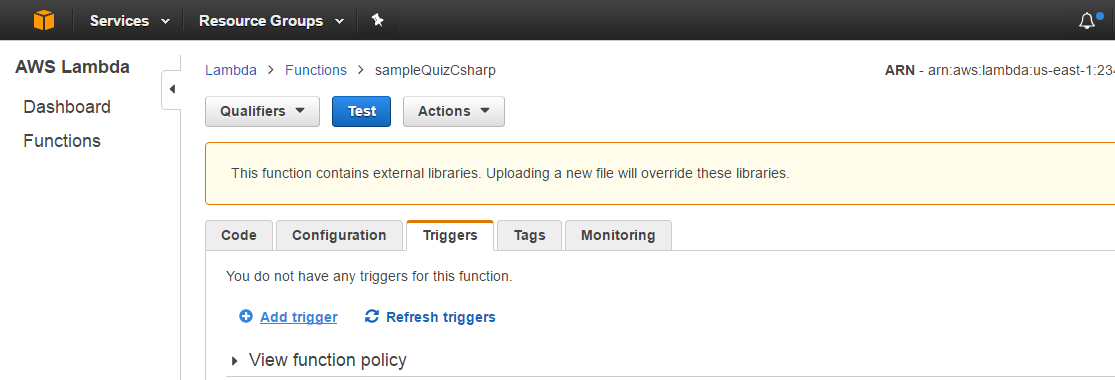 Services Resource Groups
AWS Lambda
Dashboard
Functions
Lambda > Functions > sampleQuizCsharp
ARN - arn:aws:lambda:us-east-1:234
Qualifiers Test Actions
This function contains external libraries. Uploading a new file will override these libraries.
Code Configuration Triggers Tags Monitoring
You do not have any triggers for this function.
Add trigger Refresh triggers
View function policy